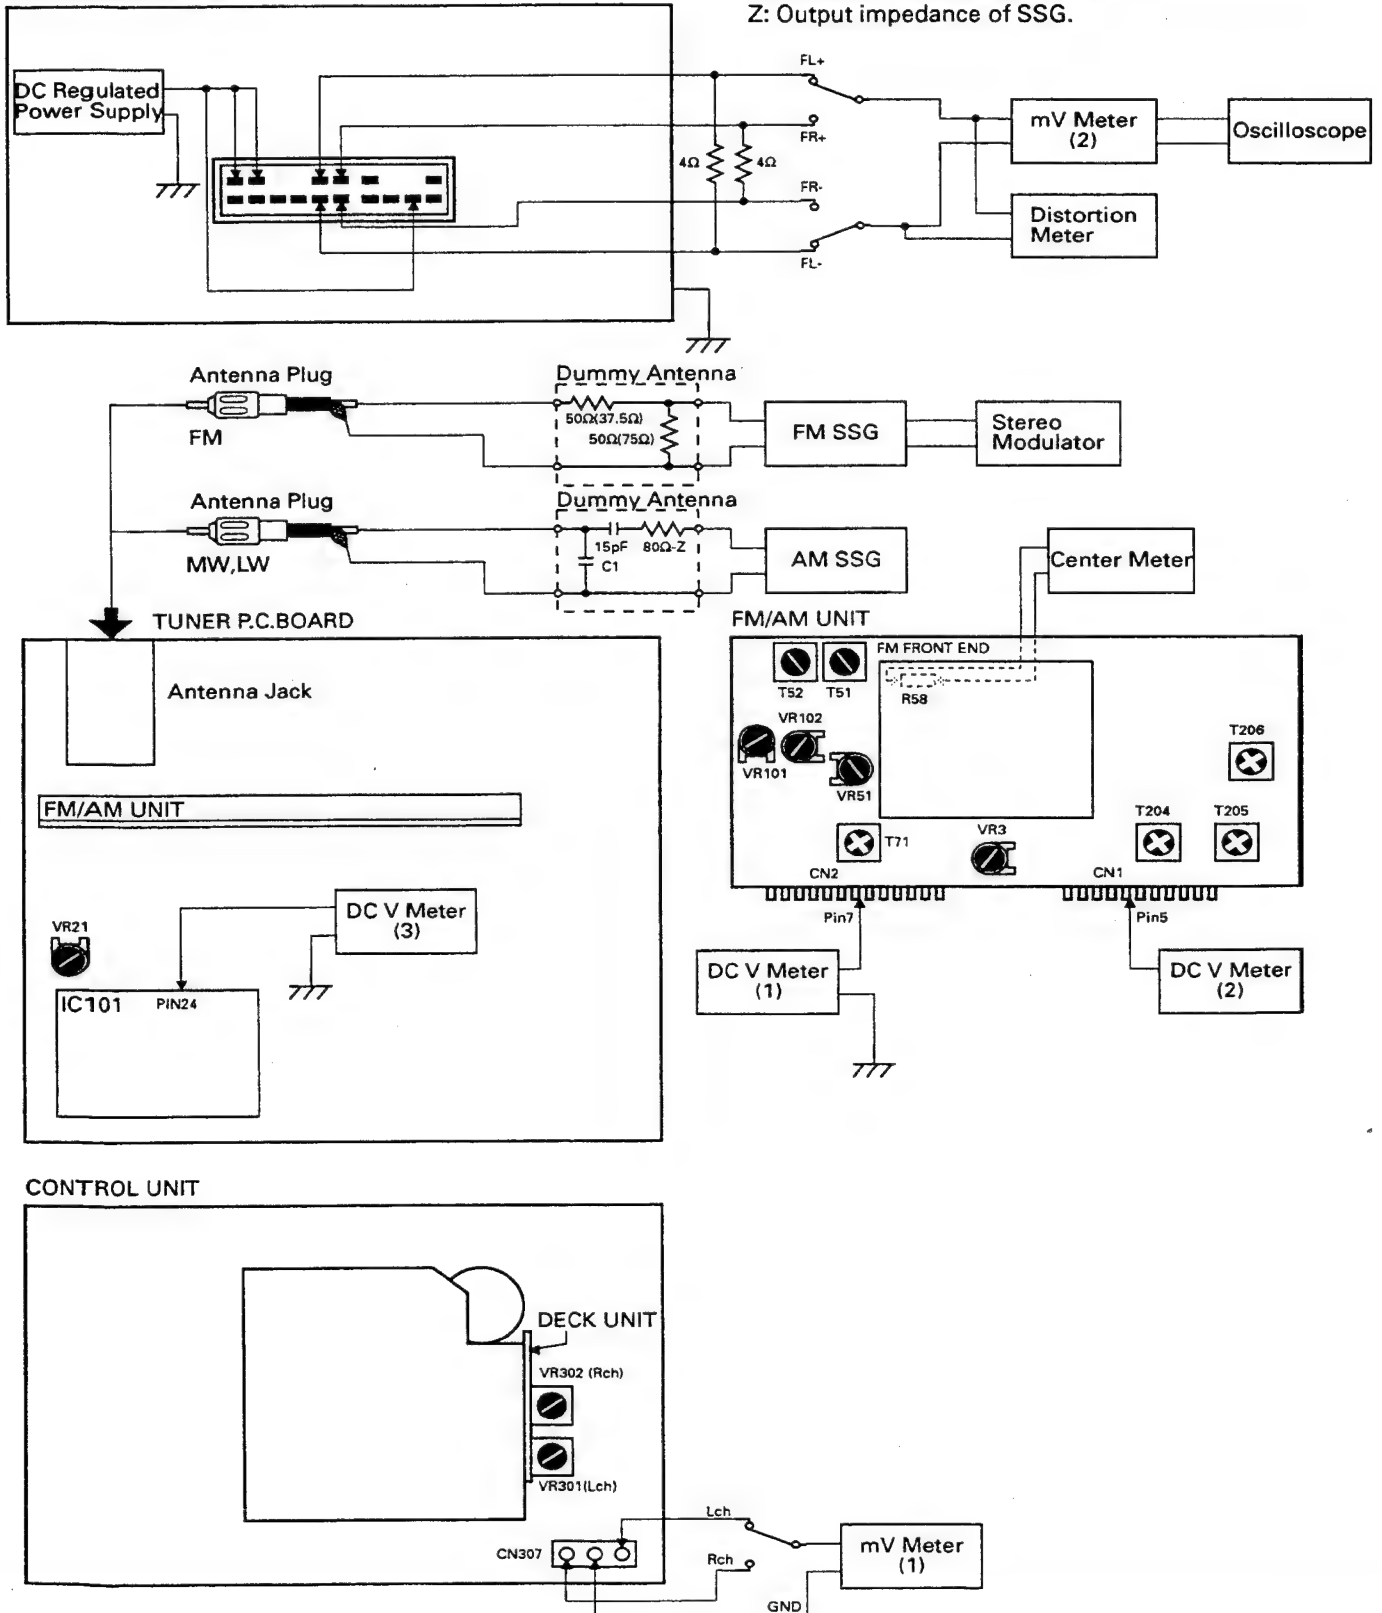 Z: Output impedance of SSG.
FL+
DC Regulated
Power Supply
FR+
mV Meter
(2)
Oscilloscope
4Ω
4Ω
FR-
Distortion
Meter
FL-
Antenna Plug
FM
Dummy Antenna
50Ω(37.5Ω)
50Ω(75Ω)
FM SSG
Stereo
Modulator
Antenna Plug
MW,LW
Dummy Antenna
15pF
80Ω-Z
C1
AM SSG
Center Meter
TUNER P.C.BOARD
Antenna Jack
FM/AM UNIT
VR21
DC V Meter
(3)
IC101
PIN24
FM/AM UNIT
FM FRONT END
T52
T51
R58
VR102
VR101
VR51
T206
T204
T205
VR3
T71
CN2
CN1
Pin7
Pin5
DC V Meter
(1)
DC V Meter
(2)
CONTROL UNIT
DECK UNIT
VR302 (Rch)
VR301(Lch)
Lch
CN307
Rch
mV Meter
(1)
GND